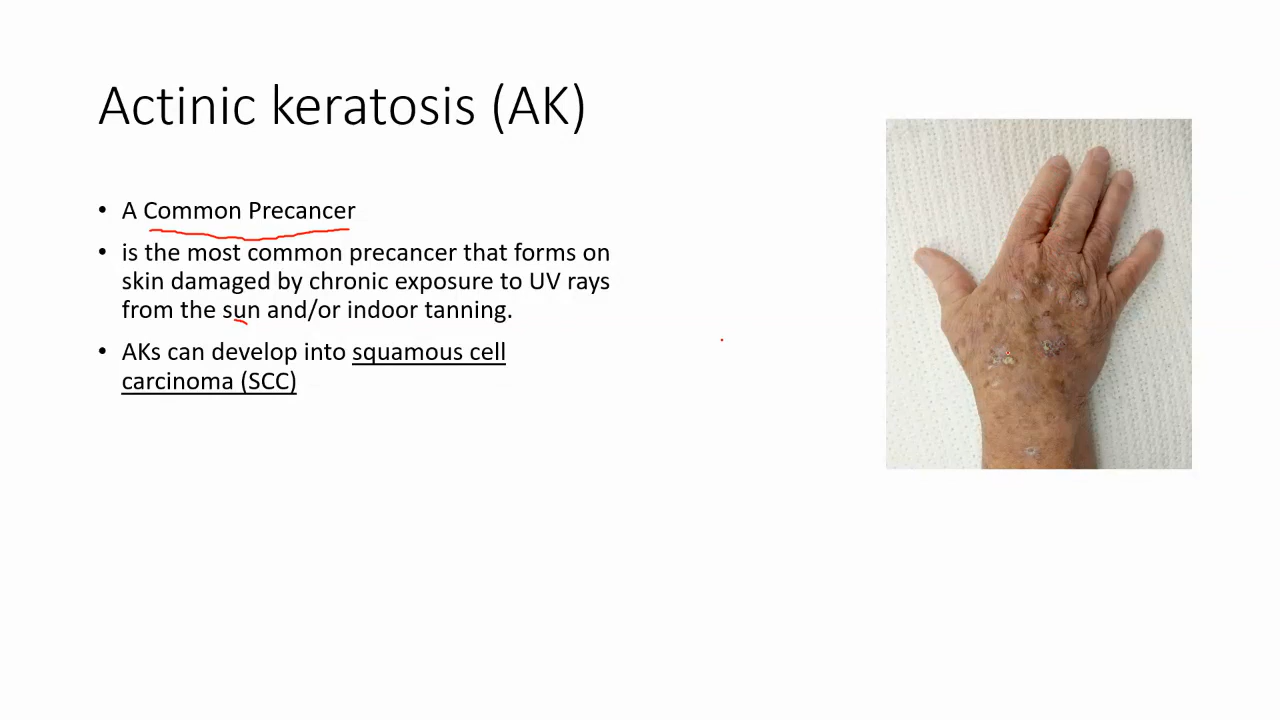 Actinic keratosis (AK)
• A Common Precancer
• is the most common precancer that forms on
skin damaged by chronic exposure to UV rays
from the sun and/or indoor tanning.
• AKs can develop into squamous cell
carcinoma (SCC)